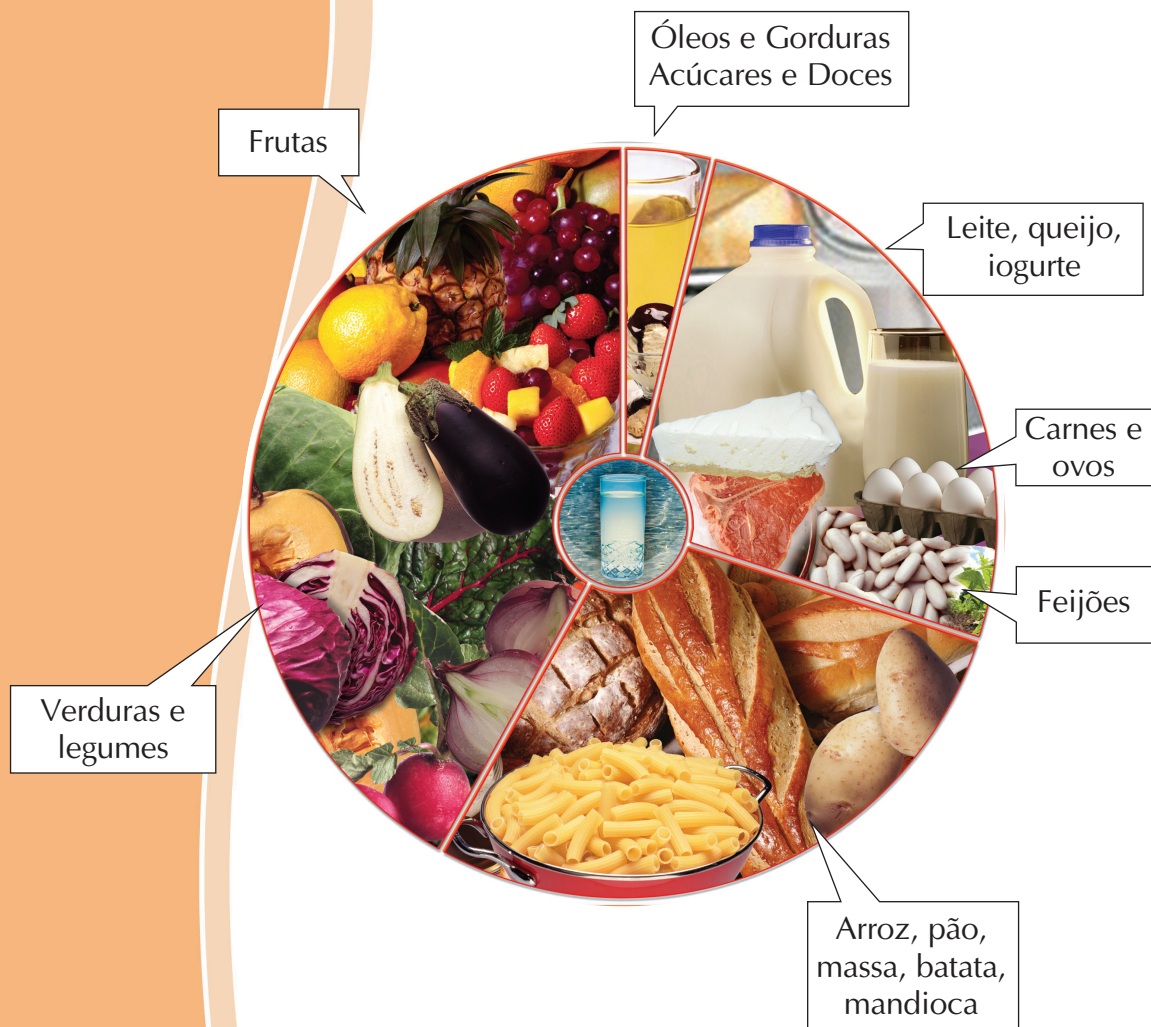 Óleos e Gorduras
Acúcares e Doces
Frutas
Leite, queijo,
iogurte
Carnes e
ovos
Feijões
Verduras e
legumes
Arroz, pão,
massa, batata,
mandioca